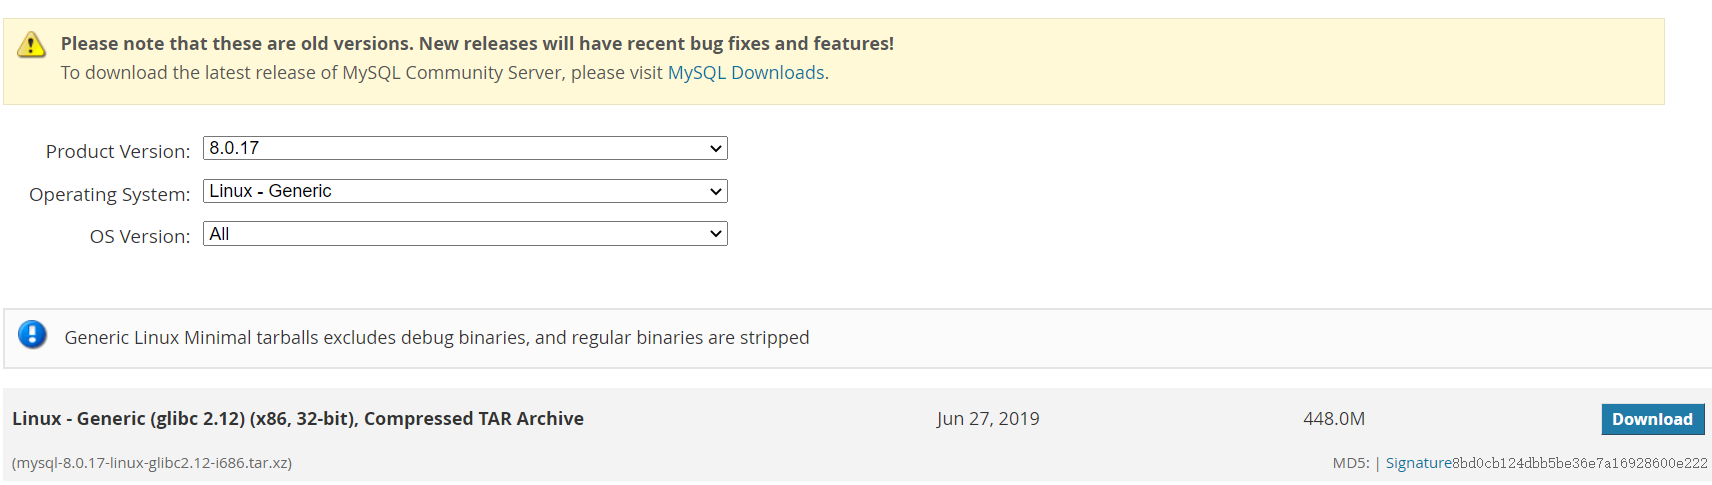 Please note that these are old versions. New releases will have recent bug fixes and features!
To download the latest release of MySQL Community Server, please visit MySQL Downloads.
Product Version: 8.0.17
Operating System: Linux - Generic
OS Version: All
Generic Linux Minimal tarballs excludes debug binaries, and regular binaries are stripped
Linux - Generic (glibc 2.12) (x86, 32-bit), Compressed TAR Archive Jun 27, 2019 448.0M Download
(mysql-8.0.17-linux-glibc2.12-i686.tar.xz) MD5: | Signature8bd0cb124dbb5be36e7a16928600e222